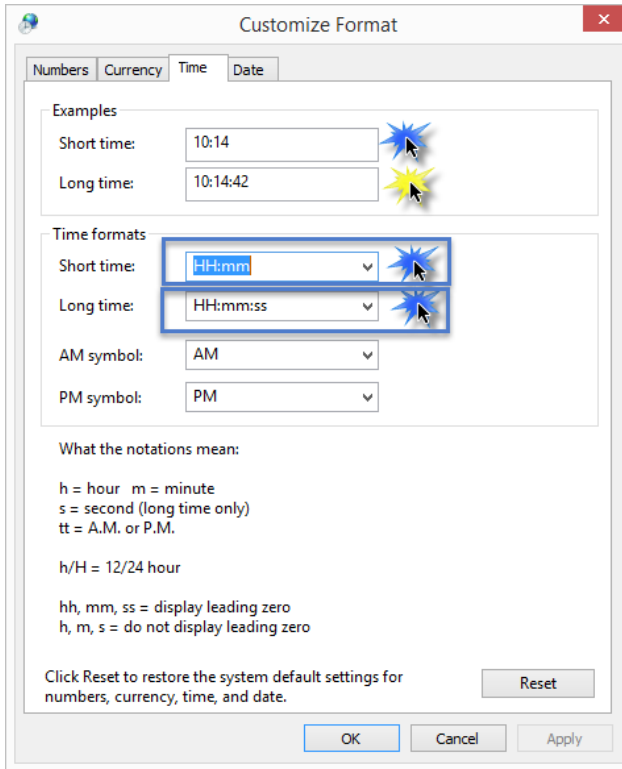 Customize Format
Numbers Currency Time Date
Examples
Short time: 10:14
Long time: 10:14:42
Time formats
Short time: HH:mm
Long time: HH:mm:ss
AM symbol: AM
PM symbol: PM
What the notations mean:
h = hour m = minute
s = second (long time only)
tt = A.M. or P.M.
h/H = 12/24 hour
hh, mm, ss = display leading zero
h, m, s = do not display leading zero
Click Reset to restore the system default settings for
numbers, currency, time, and date.
Reset
OK Cancel Apply